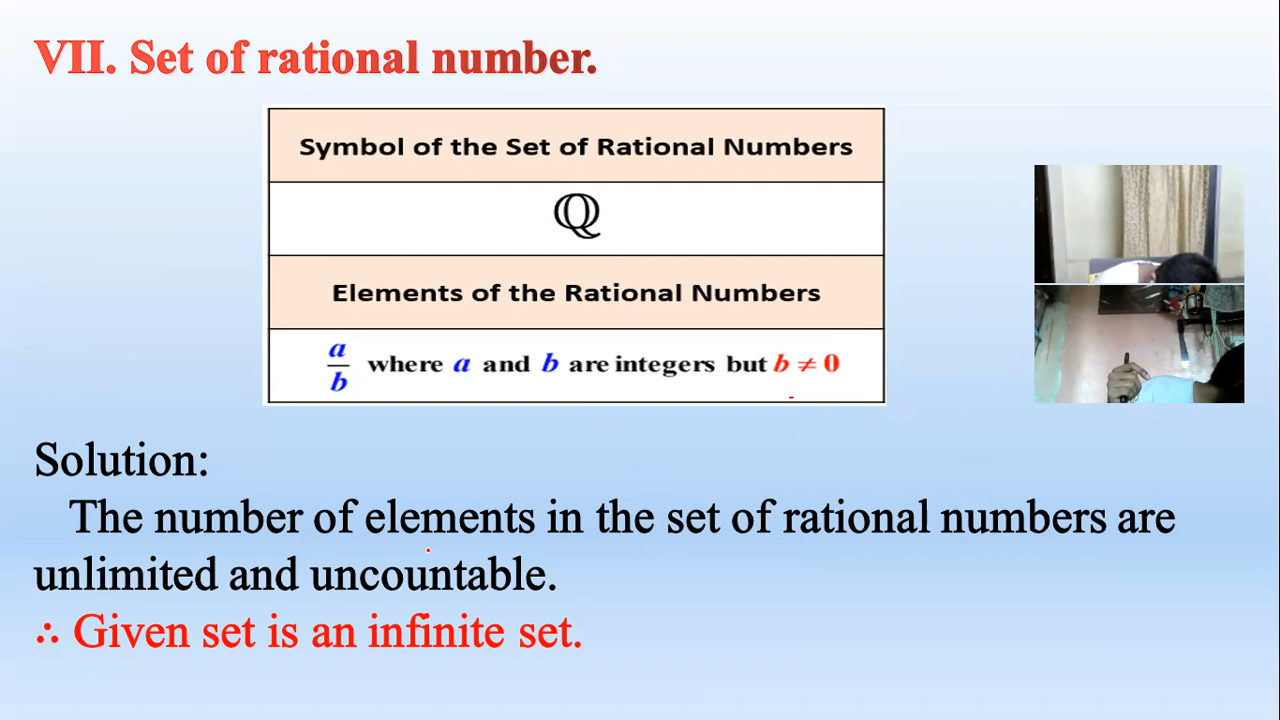 VII. Set of rational number.
Symbol of the Set of Rational Numbers
ℚ
Elements of the Rational Numbers
a/b where a and b are integers but b ≠ 0
Solution:
The number of elements in the set of rational numbers are
unlimited and uncountable.
∴ Given set is an infinite set.